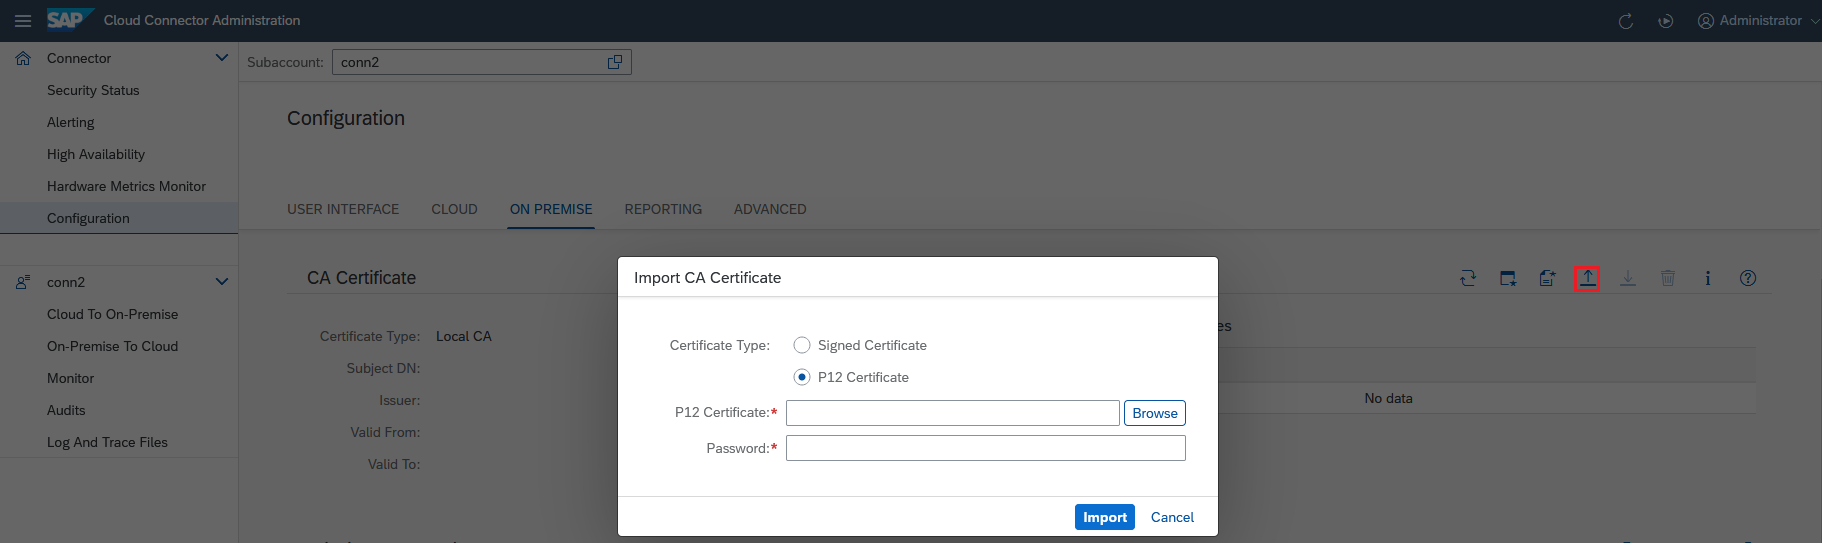 SAP Cloud Connector Administration
Administrator
Connector
Security Status
Alerting
High Availability
Hardware Metrics Monitor
Configuration
conn2
Cloud To On-Premise
On-Premise To Cloud
Monitor
Audits
Log And Trace Files
Subaccount: conn2
Configuration
USER INTERFACE CLOUD ON PREMISE REPORTING ADVANCED
CA Certificate
Certificate Type: Local CA
Subject DN:
Issuer:
Valid From:
Valid To:
es
No data
Import CA Certificate
Certificate Type: Signed Certificate
P12 Certificate
P12 Certificate:* Browse
Password:*
Import Cancel